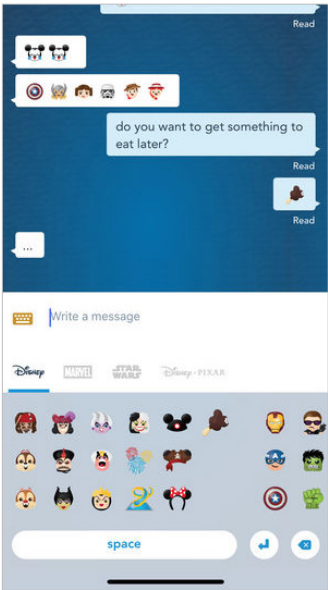 Read
do you want to get something to
eat later?
Read
Read
...
Write a message
Disney MARVEL STAR WARS Disney·PIXAR
space